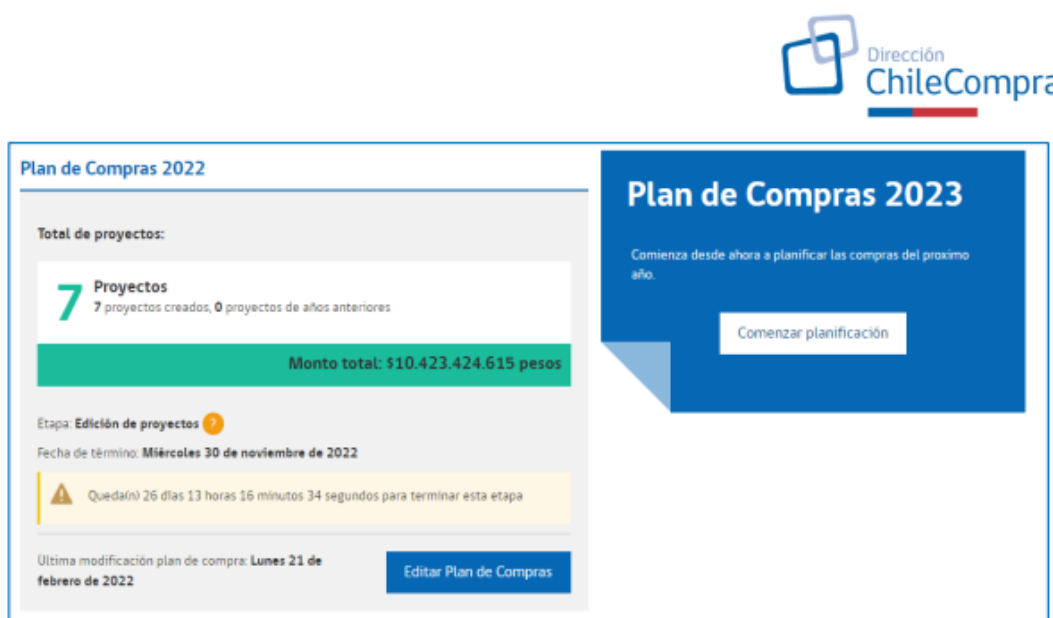 Dirección
ChileCompra
Plan de Compras 2022
Total de proyectos:
7
Proyectos
7 proyectos creados, 0 proyectos de años anteriores
Monto total: $10.423.424.615 pesos
Etapa: Edición de proyectos ?
Fecha de término: Miércoles 30 de noviembre de 2022
Queda(n) 26 días 13 horas 16 minutos 34 segundos para terminar esta etapa
Última modificación plan de compra: Lunes 21 de
febrero de 2022
Editar Plan de Compras
Plan de Compras 2023
Comienza desde ahora a planificar las compras del proximo
año.
Comenzar planificación